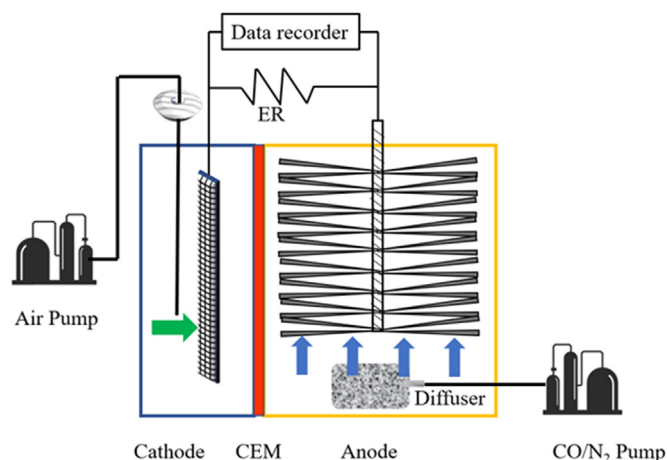 Data recorder
ER
Air Pump
Diffuser
Cathode
CEM
Anode
CO/N₂ Pump